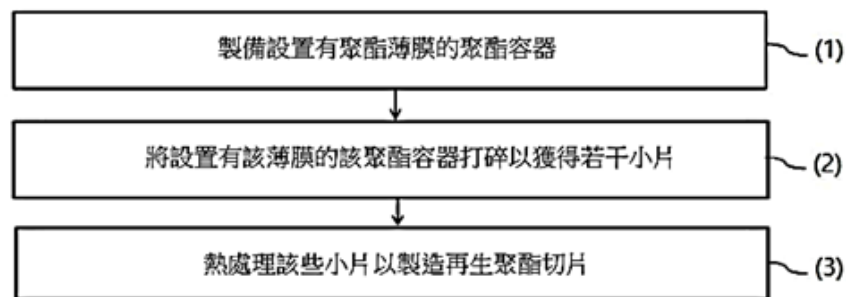 製備設置有聚酯薄膜的聚酯容器 (1)
將設置有該薄膜的該聚酯容器打碎以獲得若干小片 (2)
熱處理該些小片以製造再生聚酯切片 (3)